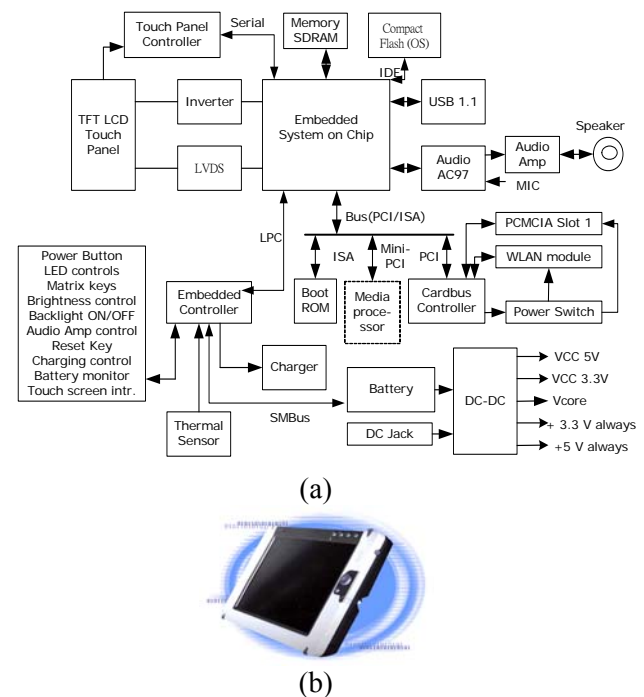 Touch Panel
Controller
Serial
Memory
SDRAM
Compact
Flash (OS)
IDE
TFT LCD
Touch
Panel
Inverter
LVDS
Embedded
System on Chip
USB 1.1
Audio
AC97
Audio
Amp
Speaker
MIC
Bus(PCI/ISA)
LPC
ISA
Mini-
PCI
PCI
PCMCIA Slot 1
WLAN module
Power Switch
Boot
ROM
Media
proce-
ssor
Cardbus
Controller
Power Button
LED controls
Matrix keys
Brightness control
Backlight ON/OFF
Audio Amp control
Reset Key
Charging control
Battery monitor
Touch screen intr.
Embedded
Controller
Charger
SMBus
Thermal
Sensor
Battery
DC Jack
DC-DC
VCC 5V
VCC 3.3V
Vcore
+ 3.3 V always
+5 V always
(a)
(b)